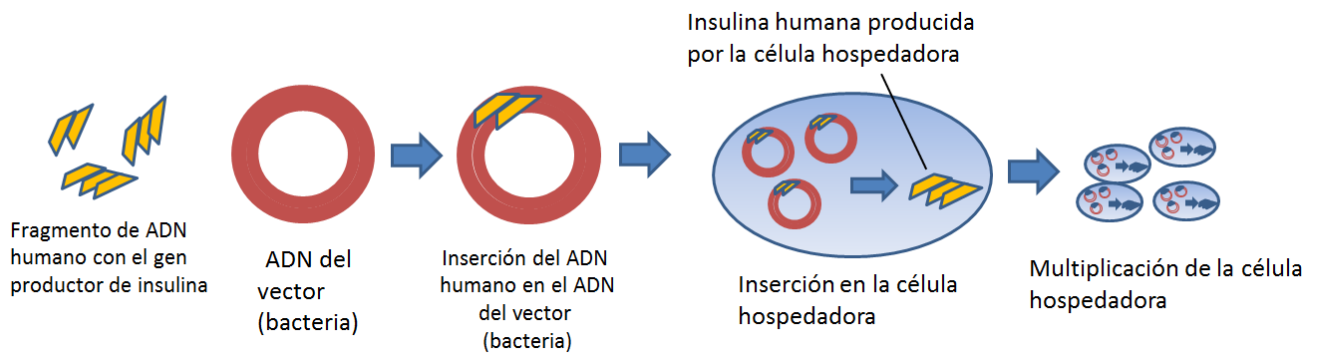 Fragmento de ADN
humano con el gen
productor de insulina
ADN del
vector
(bacteria)
Inserción del ADN
humano en el ADN
del vector
(bacteria)
Insulina humana producida
por la célula hospedadora
Inserción en la célula
hospedadora
Multiplicación de la célula
hospedadora